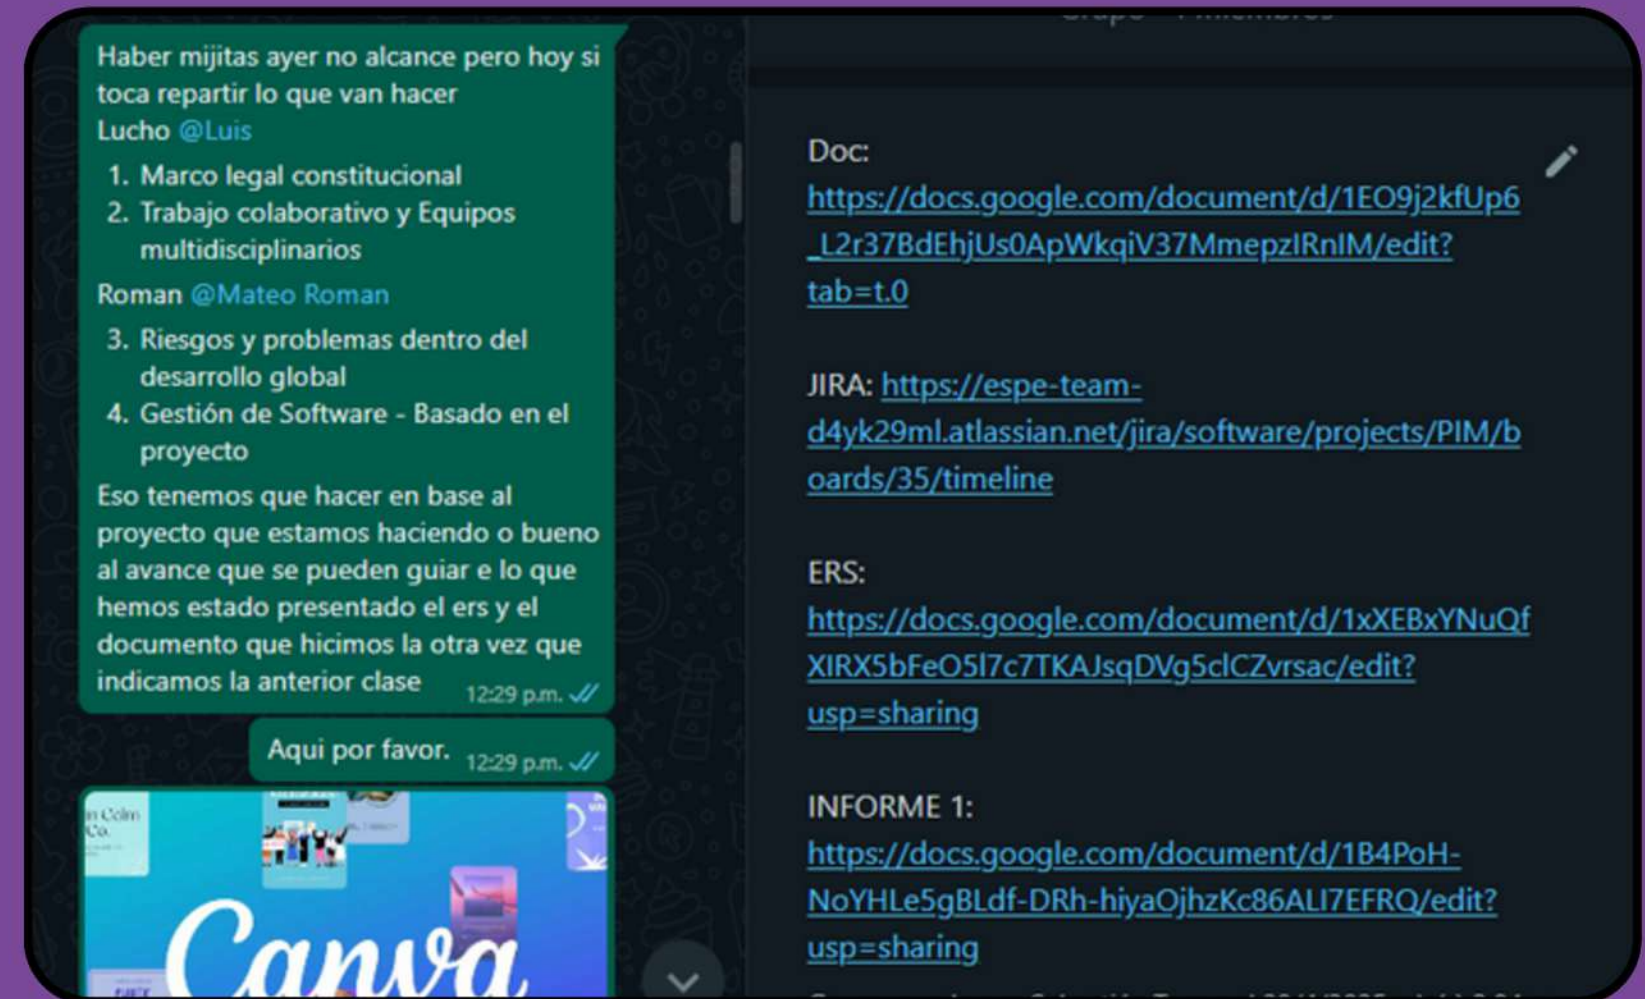 Haber mijitas ayer no alcance pero hoy si
toca repartir lo que van hacer
Lucho @Luis
1. Marco legal constitucional
2. Trabajo colaborativo y Equipos
multidisciplinarios
Roman @Mateo Roman
3. Riesgos y problemas dentro del
desarrollo global
4. Gestión de Software - Basado en el
proyecto
Eso tenemos que hacer en base al
proyecto que estamos haciendo o bueno
al avance que se pueden guiar e lo que
hemos estado presentado el ers y el
documento que hicimos la otra vez que
indicamos la anterior clase
12:29 p.m.
Aqui por favor.
12:29 p.m.
Canva
Doc:
https://docs.google.com/document/d/1EO9j2kfUp6
_L2r37BdEhjUs0ApWkqiV37MmepzIRnIM/edit?
tab=t.0
JIRA: https://espe-team-
d4yk29ml.atlassian.net/jira/software/projects/PIM/b
oards/35/timeline
ERS:
https://docs.google.com/document/d/1xXEBxYNuQf
XIRX5bFeO5l7c7TKAJsqDVg5clCZvrsac/edit?
usp=sharing
INFORME 1:
https://docs.google.com/document/d/1B4PoH-
NoYHLe5gBLdf-DRh-hiyaOjhzKc86ALI7EFRQ/edit?
usp=sharing